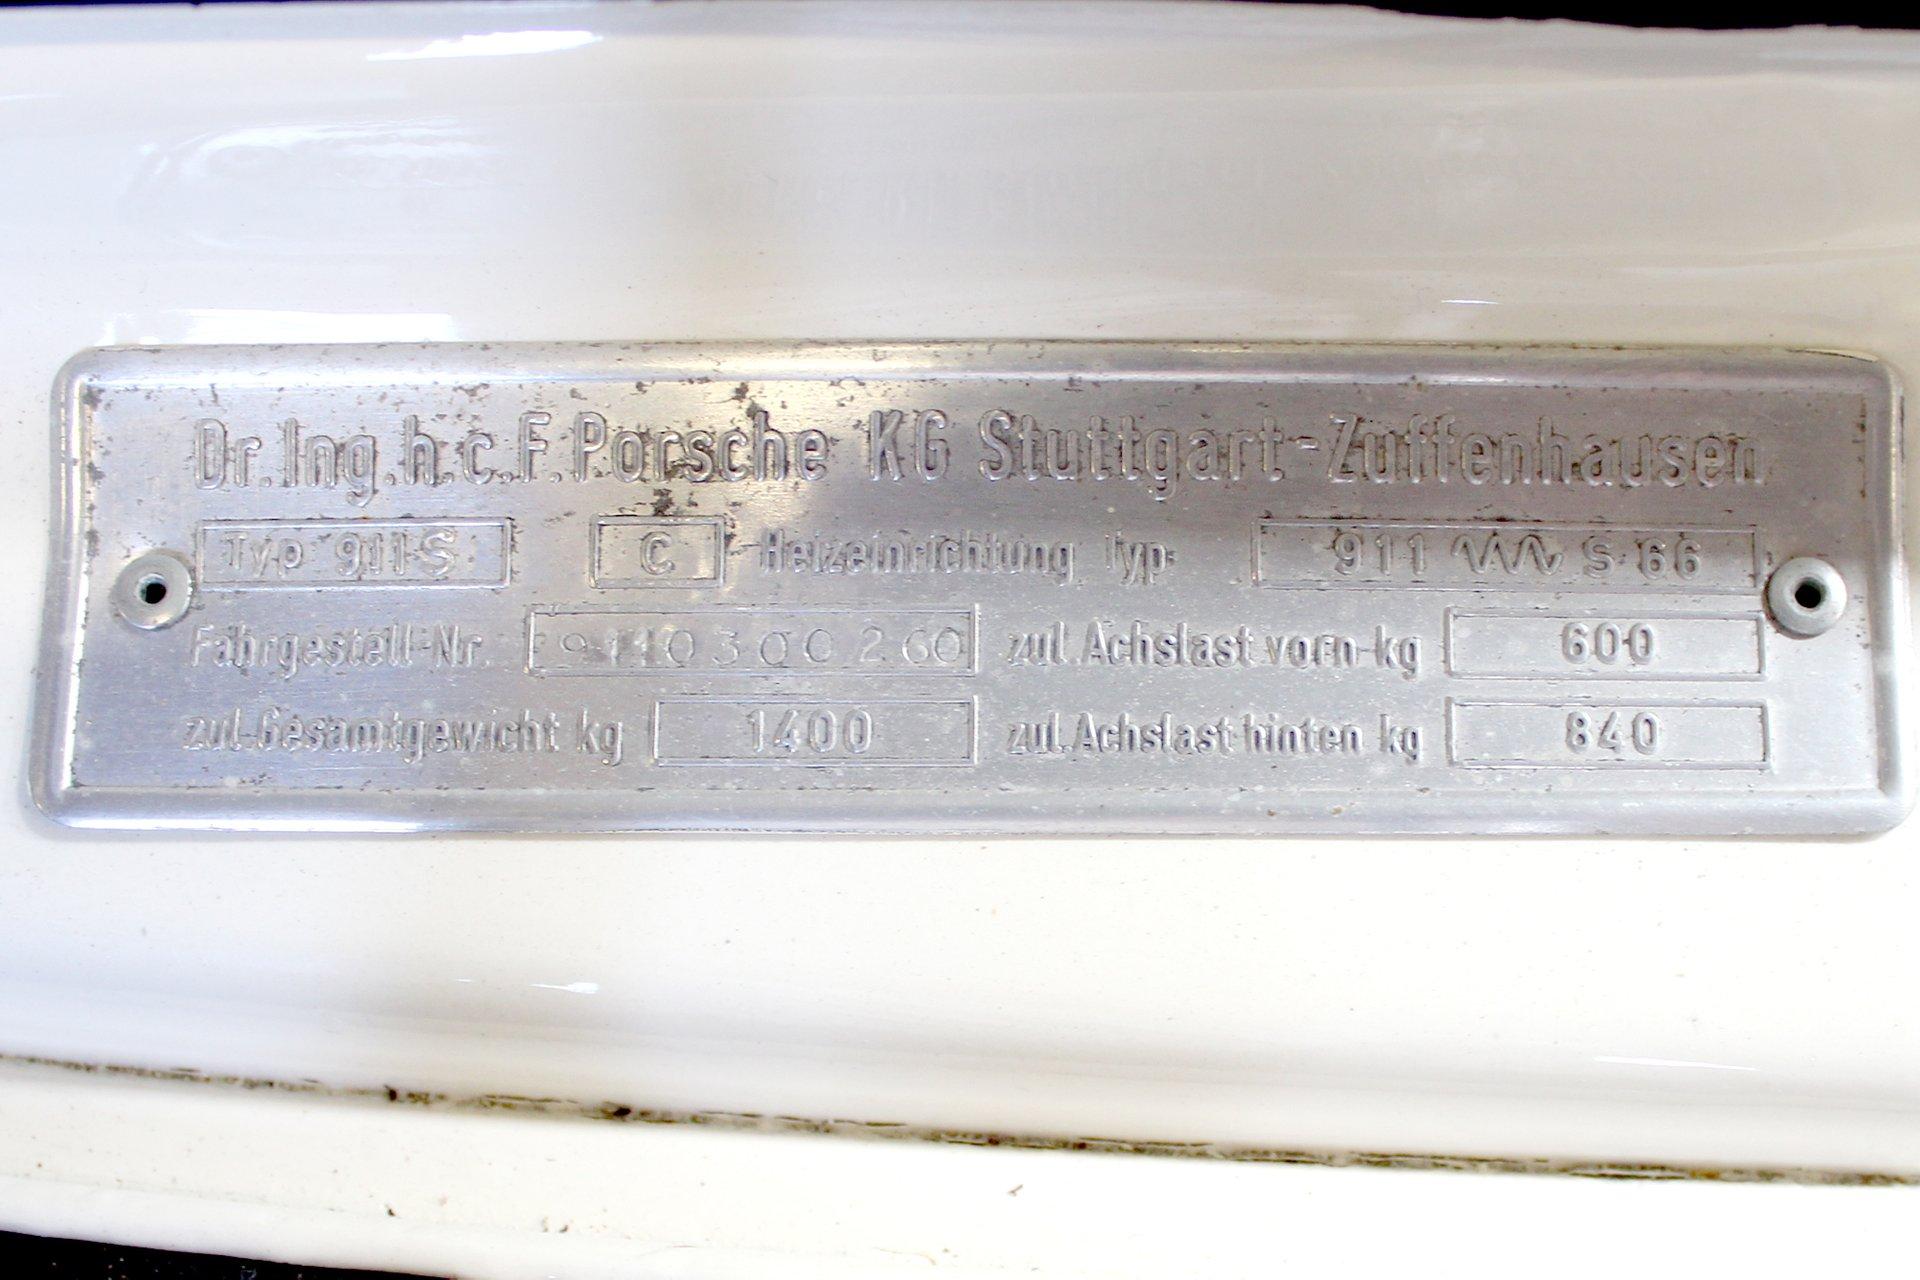 Dr.Ing.h.c.F.Porsche KG Stuttgart-Zuffenhausen
Typ 911S C Heizeinrichtung Typ: 911 S 66
Fahrgestell-Nr. 9110300260 zul.Achslast vorn kg 600
zul.Gesamtgewicht kg 1400 zul.Achslast hinten kg 840